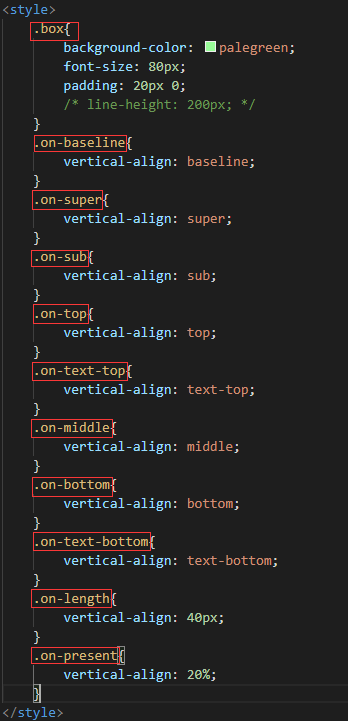 <style>
.box{
background-color: palegreen;
font-size: 80px;
padding: 20px 0;
/* line-height: 200px; */
}
.on-baseline{
vertical-align: baseline;
}
.on-super{
vertical-align: super;
}
.on-sub{
vertical-align: sub;
}
.on-top{
vertical-align: top;
}
.on-text-top{
vertical-align: text-top;
}
.on-middle{
vertical-align: middle;
}
.on-bottom{
vertical-align: bottom;
}
.on-text-bottom{
vertical-align: text-bottom;
}
.on-length{
vertical-align: 40px;
}
.on-present{
vertical-align: 20%;
}
</style>